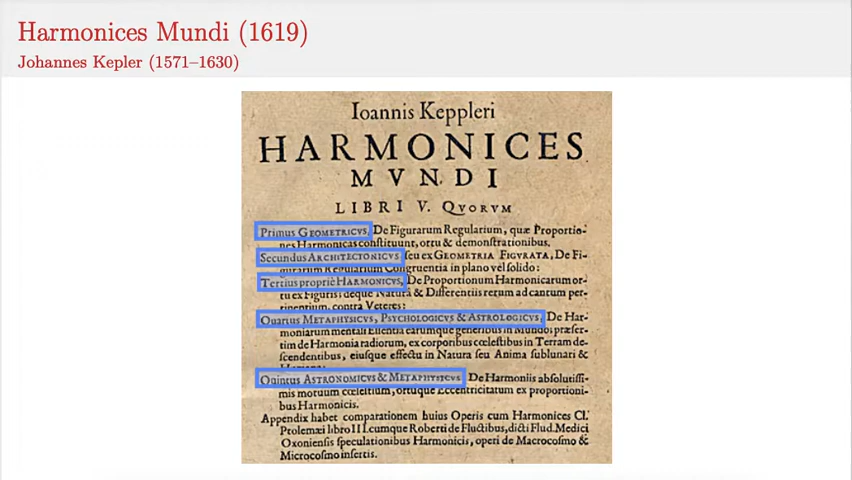 Harmonices Mundi (1619)
Johannes Kepler (1571–1630)
Ioannis Keppleri
HARMONICES
MVNDI
LIBRI V. QVORVM
Primus GEOMETRICVS, De Figurarum Regularium, quæ Proportio-
nes Harmonicas constituunt, ortu & demonstrationibus.
Secundus ARCHITECTONICVS, seu ex GEOMETRIA FIGVRATA, De Fi-
gurarum Regularium Congruentia in plano vel solido:
Tertius propriè HARMONICVS, De Proportionum Harmonicarum or-
tu ex Figuris; deque Naturâ & Differentiis rerum ad cantum per-
tinentium, contra Veteres:
Quartus METAPHYSICVS, PSYCHOLOGICVS & ASTROLOGICVS, De Har-
moniarum mentali Essentia earumque generibus in Mundo; præser-
tim de Harmonia radiorum, ex corporibus cœlestibus in Terram de-
scendentibus, eiusque effectu in Natura seu Anima sublunari &
Quintus ASTRONOMICVS & METAPHYSICVS, De Harmoniis absolutissi-
mis motuum cœlestium, ortuque Eccentricitatum ex proportioni-
bus Harmonicis.
Appendix habet comparationem huius Operis cum Harmonices Cl.
Ptolemæi libro III. cumque Roberti de Fluctibus, dicti Flud. Medici
Oxoniensis speculationibus Harmonicis, operi de Macrocosmo &
Microcosmo insertis.